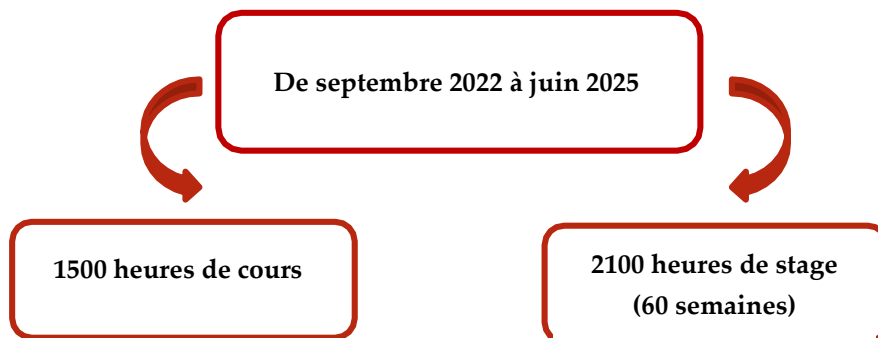 De septembre 2022 à juin 2025
1500 heures de cours
2100 heures de stage
(60 semaines)